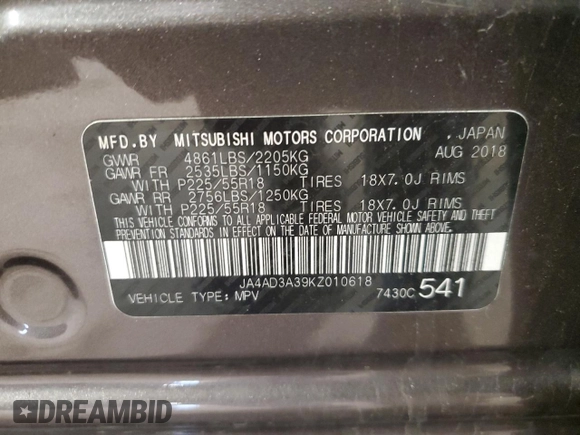 MFD.BY MITSUBISHI MOTORS CORPORATION , JAPAN
GVWR 4861LBS/2205KG AUG 2018
GAWR FR 2535LBS/1150KG
WITH P225/55R18 TIRES 18X7.0J RIMS
GAWR RR 2756LBS/1250KG
WITH P225/55R18 TIRES 18X7.0J RIMS
THIS VEHICLE CONFORMS TO ALL APPLICABLE FEDERAL MOTOR VEHICLE SAFETY AND THEFT
PREVENTION STANDARDS IN EFFECT ON THE DATE OF MANUFACTURE SHOWN ABOVE.
JA4AD3A39KZ010618
VEHICLE TYPE: MPV 7430C 541
DREAMBID